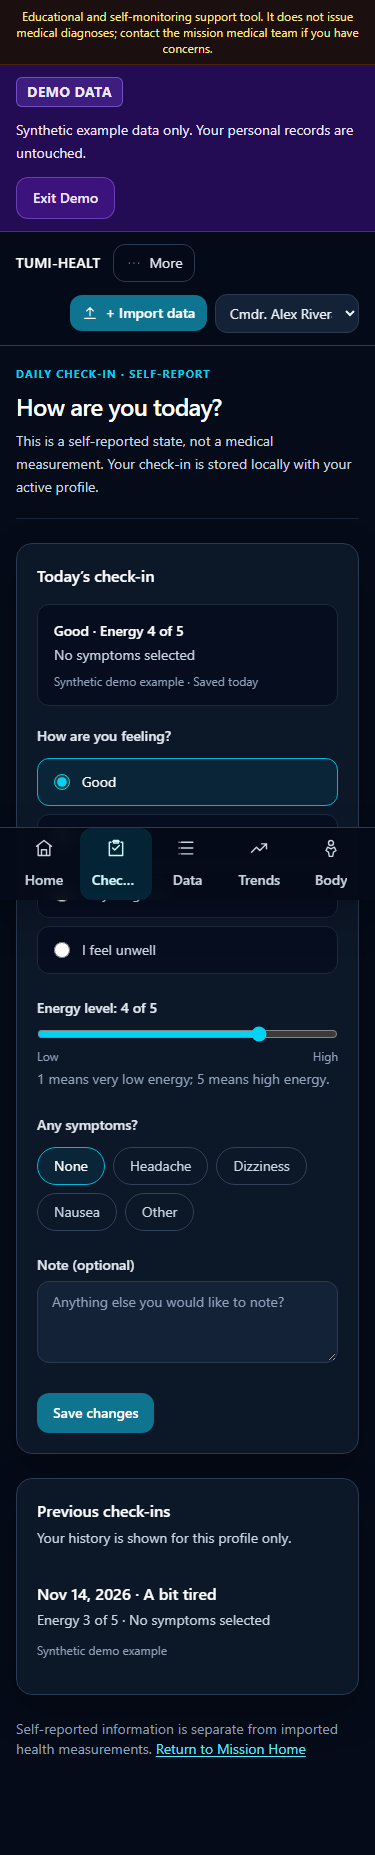 Educational and self-monitoring support tool. It does not issue
medical diagnoses; contact the mission medical team if you have
concerns.
DEMO DATA
Synthetic example data only. Your personal records are
untouched.
Exit Demo
TUMI-HEALT
··· More
+ Import data
Cmdr. Alex River
DAILY CHECK-IN · SELF-REPORT
How are you today?
This is a self-reported state, not a medical
measurement. Your check-in is stored locally with your
active profile.
Today’s check-in
Good · Energy 4 of 5
No symptoms selected
Synthetic demo example · Saved today
How are you feeling?
Good
Home
Chec...
Data
Trends
Body
I feel unwell
Energy level: 4 of 5
Low
High
1 means very low energy; 5 means high energy.
Any symptoms?
None
Headache
Dizziness
Nausea
Other
Note (optional)
Anything else you would like to note?
Save changes
Previous check-ins
Your history is shown for this profile only.
Nov 14, 2026 · A bit tired
Energy 3 of 5 · No symptoms selected
Synthetic demo example
Self-reported information is separate from imported
health measurements. Return to Mission Home